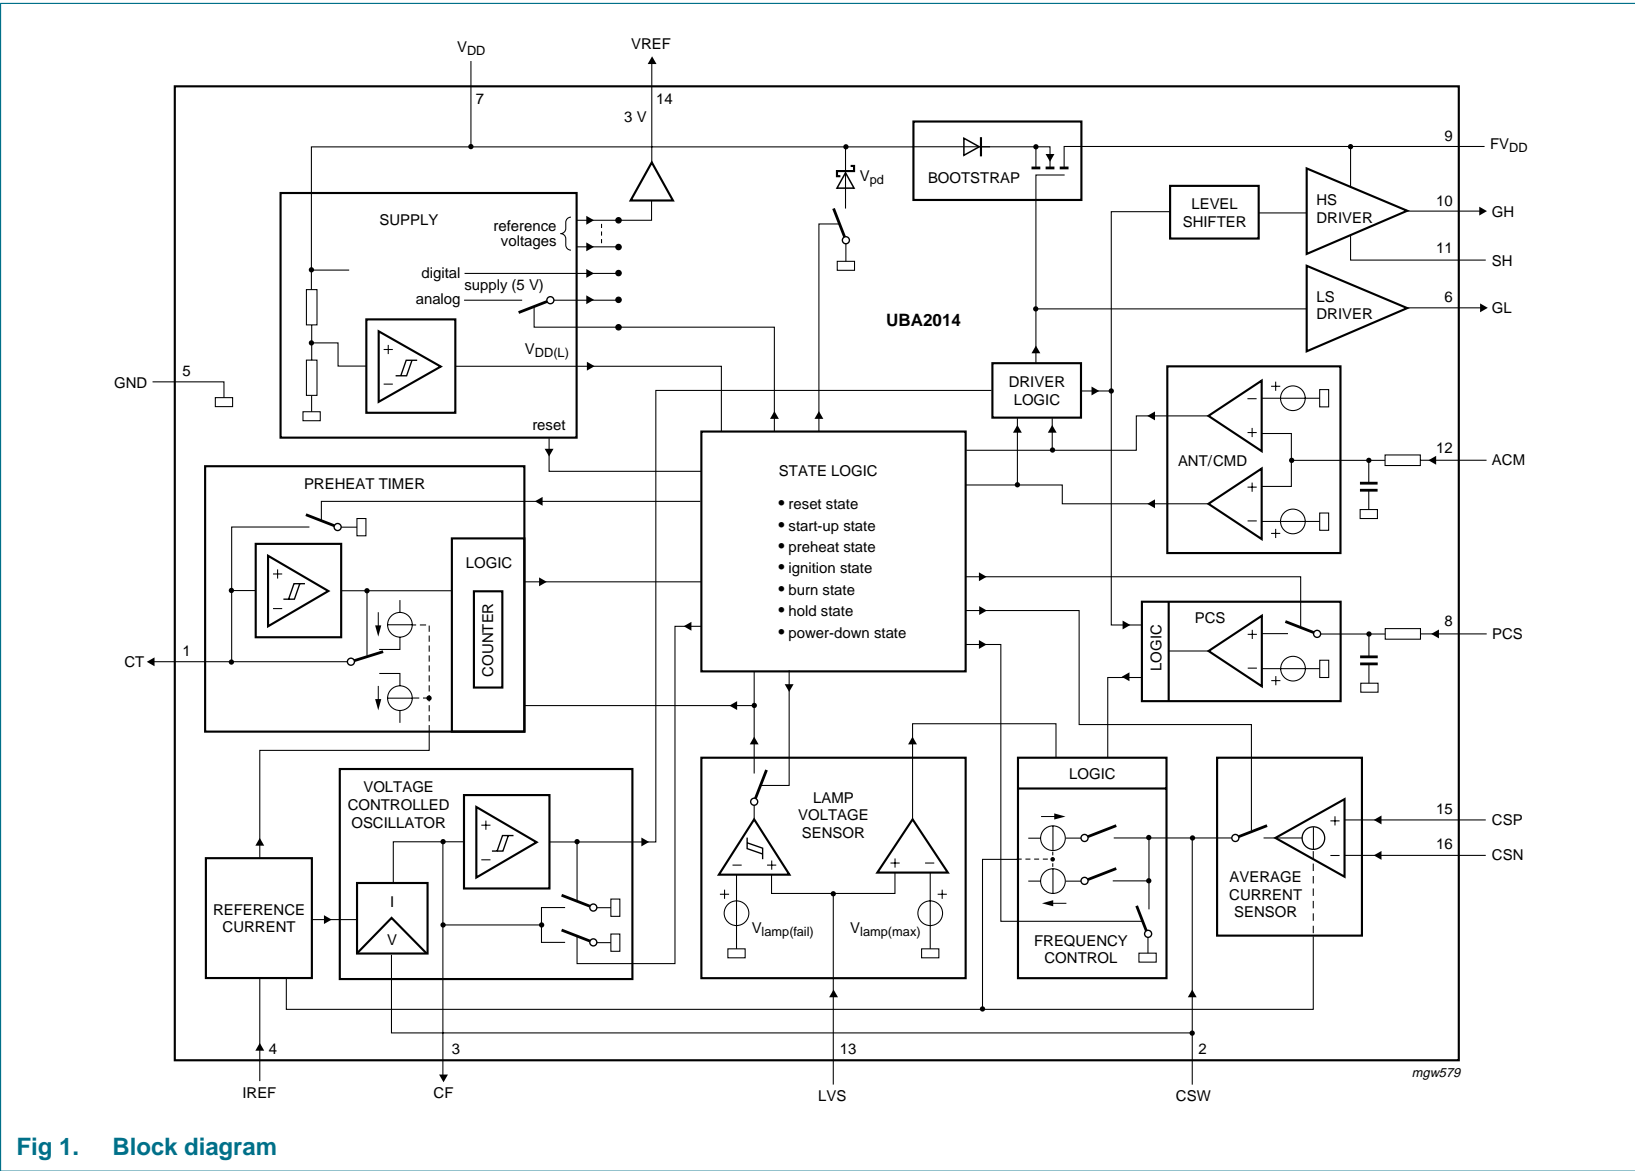 VDD
VREF
7
14
3 V
9
FVDD
BOOTSTRAP
Vpd
SUPPLY
reference
voltages
LEVEL
SHIFTER
HS
DRIVER
10
GH
11
SH
digital
supply (5 V)
analog
UBA2014
LS
DRIVER
6
GL
+
−
VDD(L)
GND
5
reset
DRIVER
LOGIC
+
−
+
ANT/CMD
+
−
+
12
ACM
PREHEAT TIMER
+
−
LOGIC
COUNTER
CT
1
STATE LOGIC
• reset state
• start-up state
• preheat state
• ignition state
• burn state
• hold state
• power-down state
LOGIC
PCS
+
−
+
8
PCS
VOLTAGE
CONTROLLED
OSCILLATOR
+
−
I
V
REFERENCE
CURRENT
LAMP
VOLTAGE
SENSOR
−
+
+
−
+
+
Vlamp(fail)
Vlamp(max)
LOGIC
FREQUENCY
CONTROL
+
−
AVERAGE
CURRENT
SENSOR
15
CSP
16
CSN
4
3
13
2
IREF
CF
LVS
CSW
mgw579
Fig 1. Block diagram